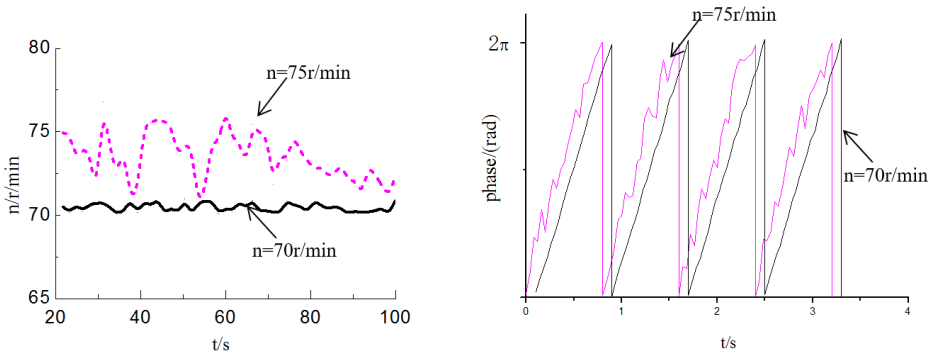 80
75
70
65
n/r/min
20
40
60
80
100
t/s
n=75r/min
n=70r/min
2π
phase/(rad)
0
1
2
3
4
t/s
n=75r/min
n=70r/min